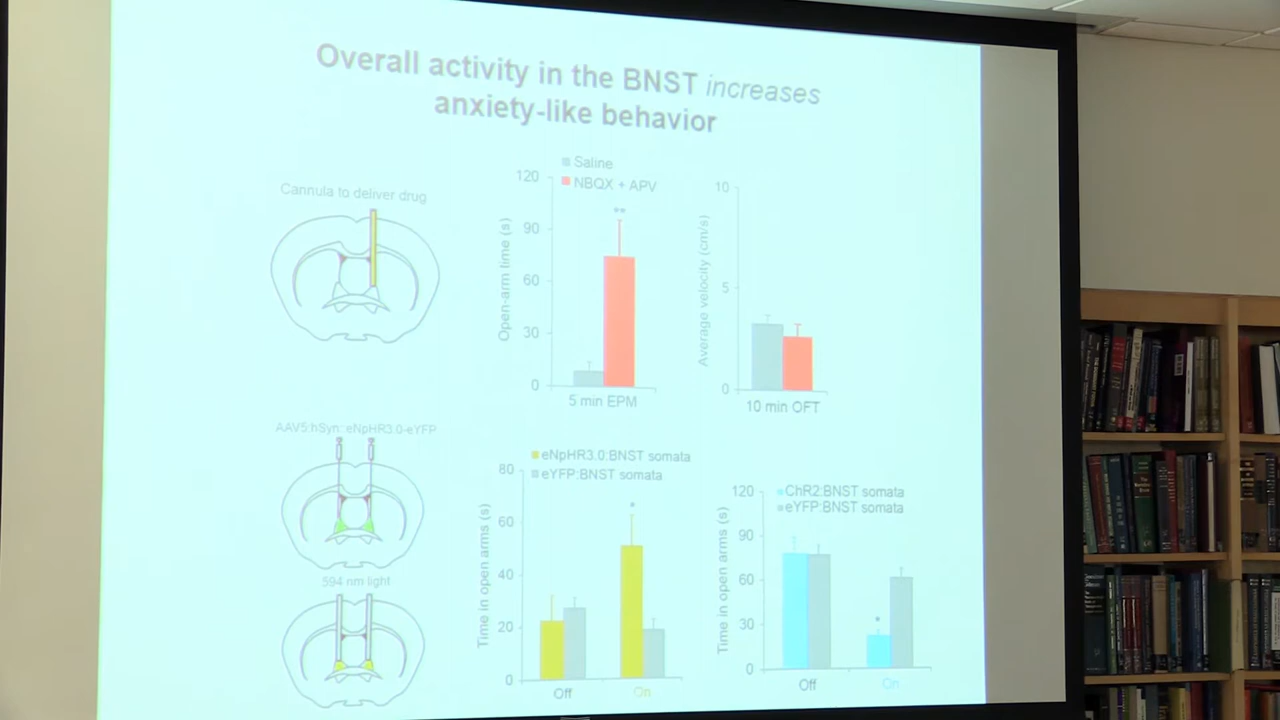 Overall activity in the BNST increases
anxiety-like behavior
Cannula to deliver drug
Saline
NBQX + APV
120
90
60
30
0
Open-arm time (s)
**
5 min EPM
10
5
0
Average velocity (cm/s)
10 min OFT
AAV5:hSyn::eNpHR3.0-eYFP
594 nm light
eNpHR3.0:BNST somata
eYFP:BNST somata
80
60
40
20
0
Time in open arms (s)
*
Off
On
ChR2:BNST somata
eYFP:BNST somata
120
90
60
30
0
Time in open arms (s)
*
Off
On